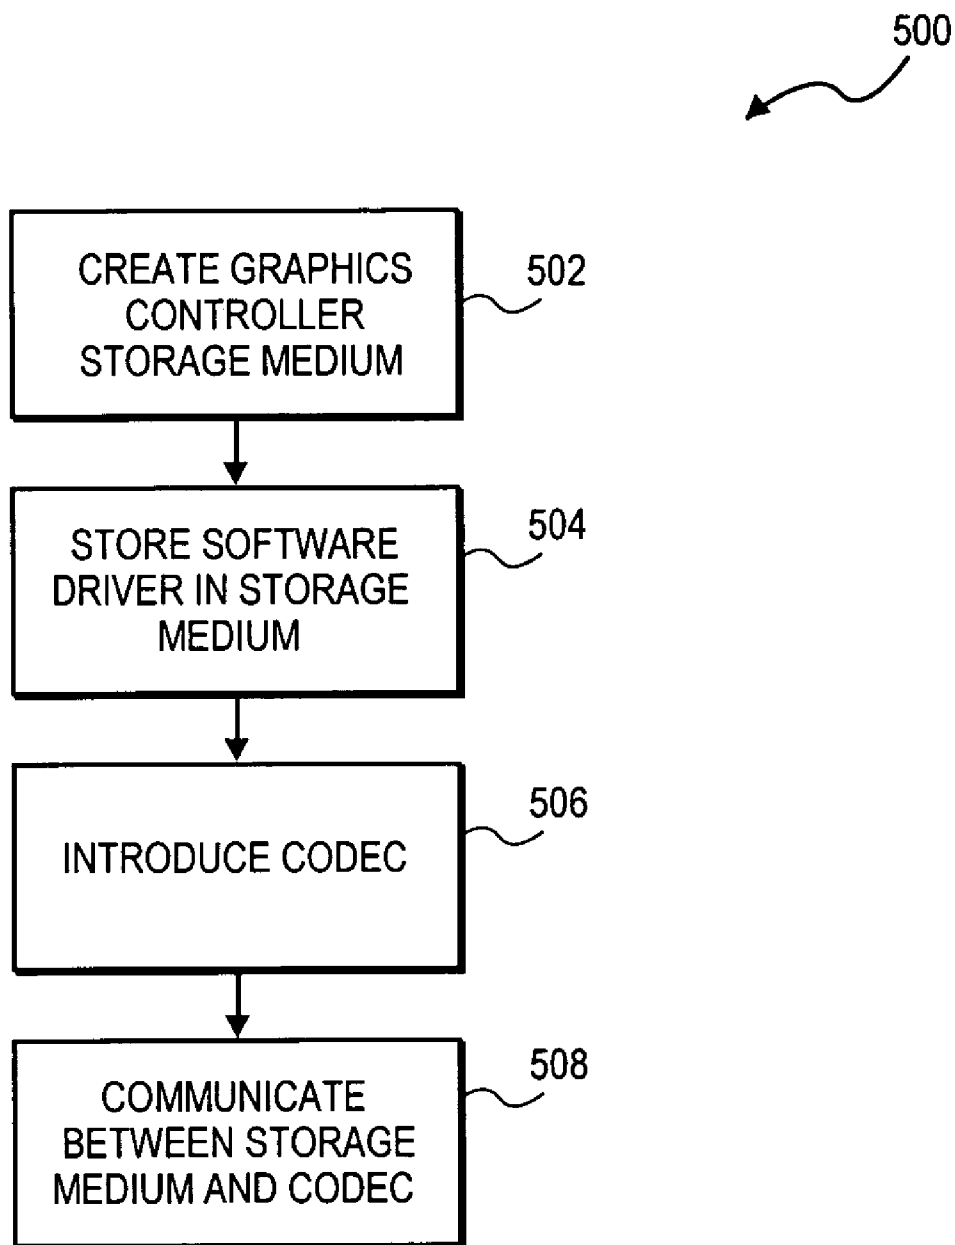 500
CREATE GRAPHICS
CONTROLLER
STORAGE MEDIUM
502
STORE SOFTWARE
DRIVER IN STORAGE
MEDIUM
504
INTRODUCE CODEC
506
COMMUNICATE
BETWEEN STORAGE
MEDIUM AND CODEC
508